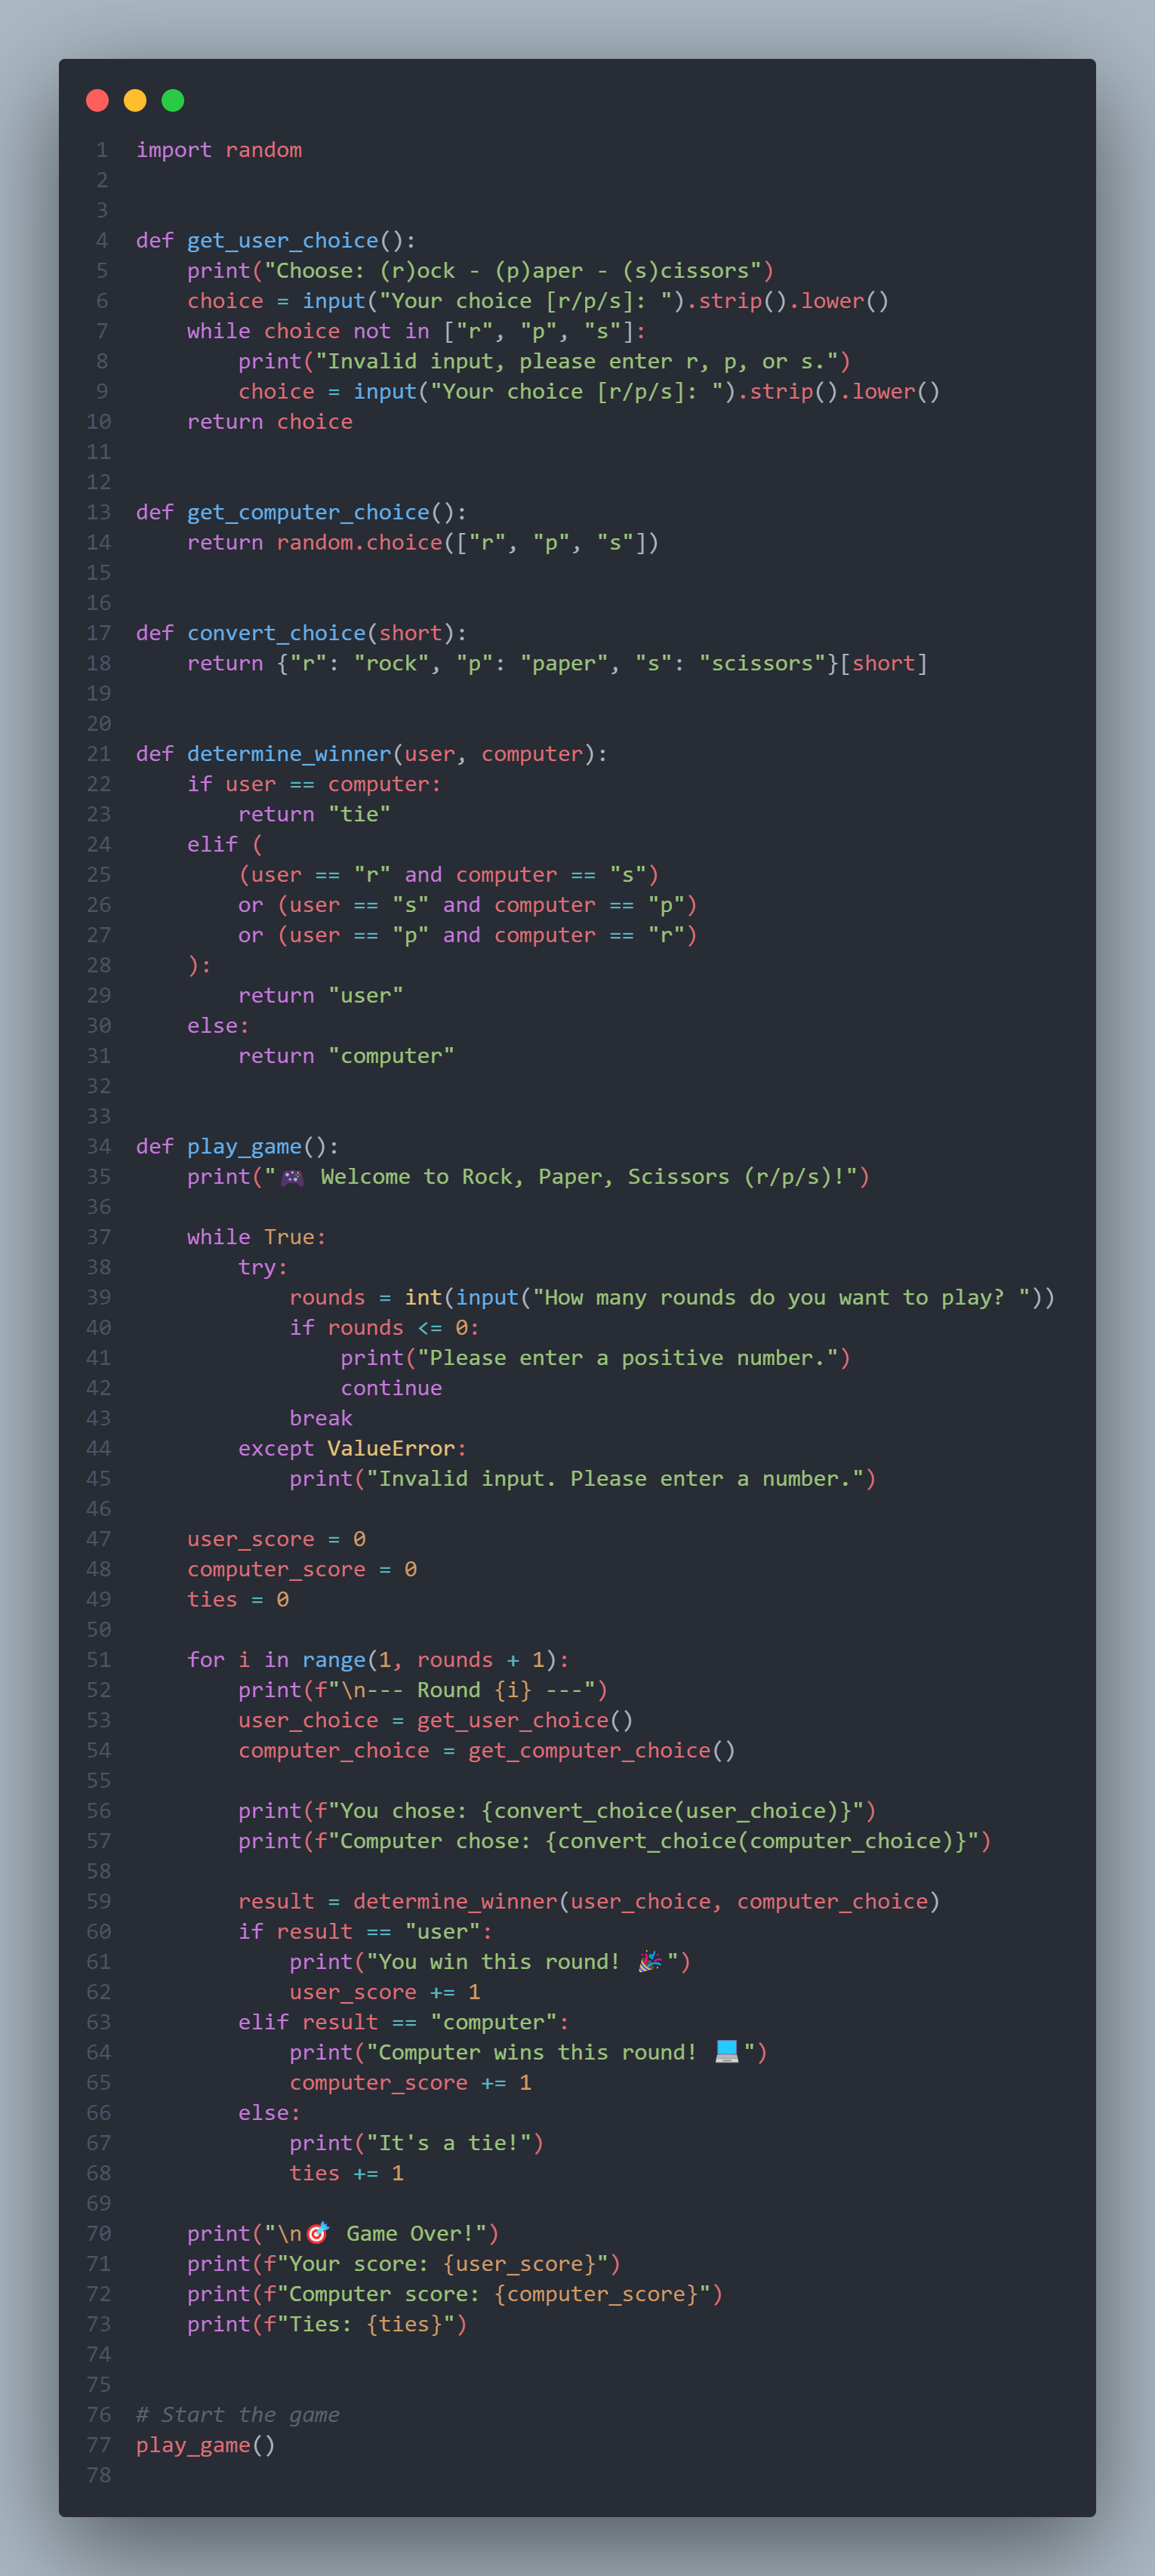 1 import random
2
3
4 def get_user_choice():
5     print("Choose: (r)ock - (p)aper - (s)cissors")
6     choice = input("Your choice [r/p/s]: ").strip().lower()
7     while choice not in ["r", "p", "s"]:
8         print("Invalid input, please enter r, p, or s.")
9         choice = input("Your choice [r/p/s]: ").strip().lower()
10     return choice
11
12
13 def get_computer_choice():
14     return random.choice(["r", "p", "s"])
15
16
17 def convert_choice(short):
18     return {"r": "rock", "p": "paper", "s": "scissors"}[short]
19
20
21 def determine_winner(user, computer):
22     if user == computer:
23         return "tie"
24     elif (
25         (user == "r" and computer == "s")
26         or (user == "s" and computer == "p")
27         or (user == "p" and computer == "r")
28     ):
29         return "user"
30     else:
31         return "computer"
32
33
34 def play_game():
35     print("🎮 Welcome to Rock, Paper, Scissors (r/p/s)!")
36
37     while True:
38         try:
39             rounds = int(input("How many rounds do you want to play? "))
40             if rounds <= 0:
41                 print("Please enter a positive number.")
42                 continue
43             break
44         except ValueError:
45             print("Invalid input. Please enter a number.")
46
47     user_score = 0
48     computer_score = 0
49     ties = 0
50
51     for i in range(1, rounds + 1):
52         print(f"\n--- Round {i} ---")
53         user_choice = get_user_choice()
54         computer_choice = get_computer_choice()
55
56         print(f"You chose: {convert_choice(user_choice)}")
57         print(f"Computer chose: {convert_choice(computer_choice)}")
58
59         result = determine_winner(user_choice, computer_choice)
60         if result == "user":
61             print("You win this round! 🎉")
62             user_score += 1
63         elif result == "computer":
64             print("Computer wins this round! 💻")
65             computer_score += 1
66         else:
67             print("It's a tie!")
68             ties += 1
69
70     print("\n🎯 Game Over!")
71     print(f"Your score: {user_score}")
72     print(f"Computer score: {computer_score}")
73     print(f"Ties: {ties}")
74
75
76 # Start the game
77 play_game()
78